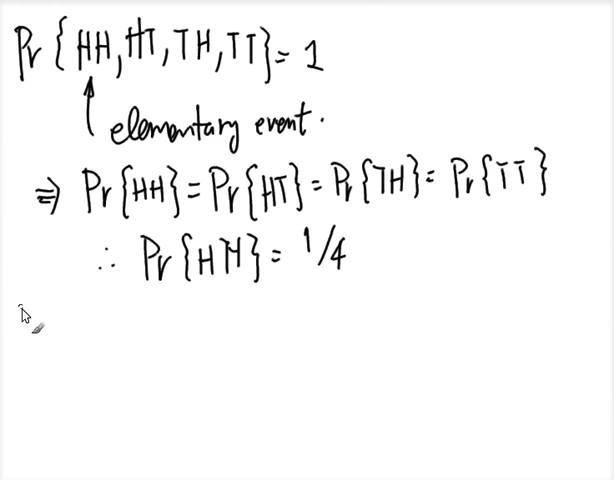 Pr{HH, HT, TH, TT} = 1
elementary event.
⇒ Pr{HH} = Pr{HT} = Pr{TH} = Pr{TT}
∴ Pr{HH} = 1/4